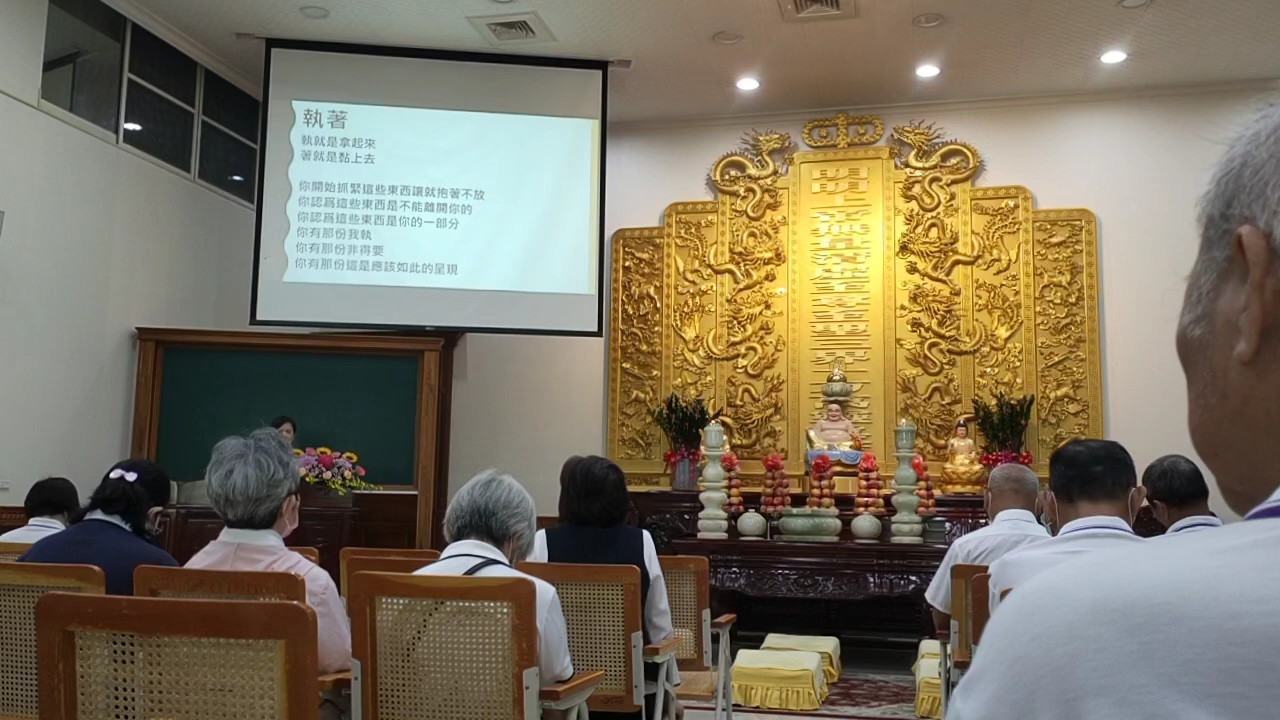 執著
執就是拿起來
著就是黏上去
你開始抓緊這些東西讓就抱著不放
你認爲這些東西是不能離開你的
你認爲這些東西是你的一部分
你有那份我執
你有那份非得要
你有那份這是應該如此的呈現